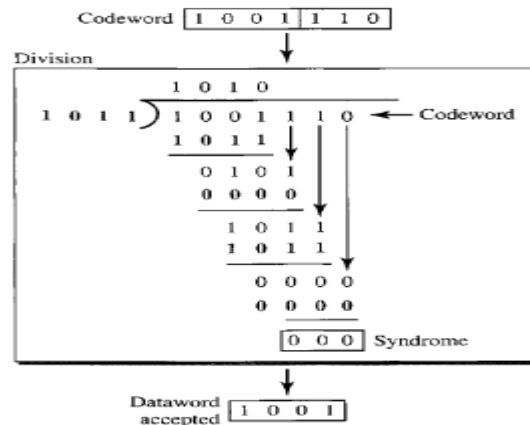 Codeword 1 0 0 1 1 1 0
Division
1 0 1 0
1 0 1 1 1 0 0 1 1 1 0 Codeword
1 0 1 1
0 1 0 1
0 0 0 0
1 0 1 1
1 0 1 1
0 0 0 0
0 0 0 0
0 0 0 Syndrome
Dataword
accepted 1 0 0 1